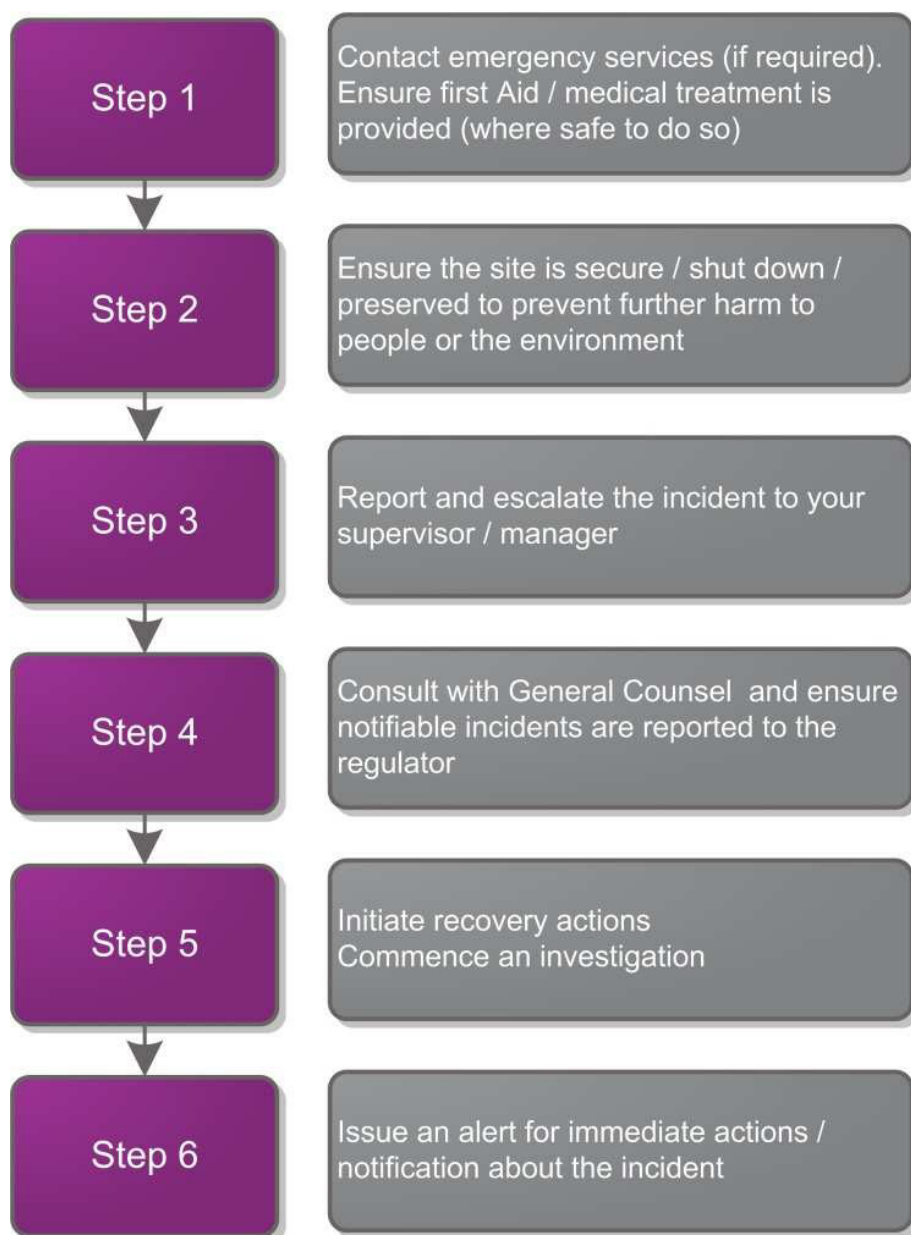 Step 1
Contact emergency services (if required).
Ensure first Aid / medical treatment is
provided (where safe to do so)
Step 2
Ensure the site is secure / shut down /
preserved to prevent further harm to
people or the environment
Step 3
Report and escalate the incident to your
supervisor / manager
Step 4
Consult with General Counsel  and ensure
notifiable incidents are reported to the
regulator
Step 5
Initiate recovery actions
Commence an investigation
Step 6
Issue an alert for immediate actions /
notification about the incident